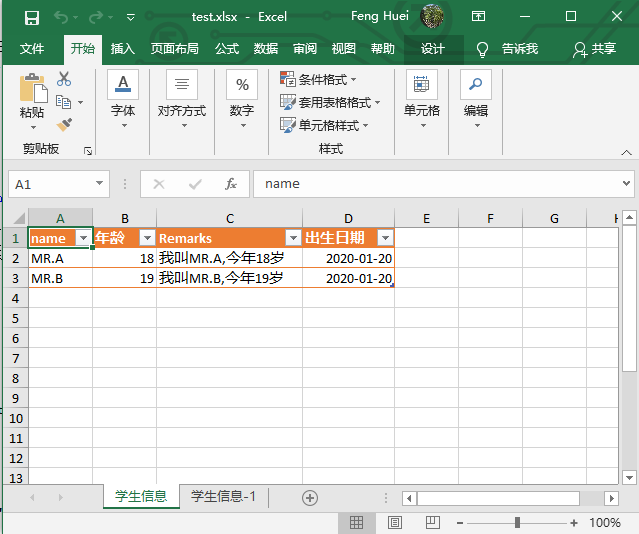 test.xlsx - Excel
Feng Huei
文件 开始 插入 页面布局 公式 数据 审阅 视图 帮助 设计 告诉我 共享
粘贴
剪贴板
字体
对齐方式
%
数字
条件格式
套用表格格式
单元格样式
样式
单元格
编辑
A1
fx
name
A B C D E F G H
1 name 年龄 Remarks 出生日期
2 MR.A 18 我叫MR.A,今年18岁 2020-01-20
3 MR.B 19 我叫MR.B,今年19岁 2020-01-20
4
5
6
7
8
9
10
11
12
13
学生信息 学生信息-1
100%